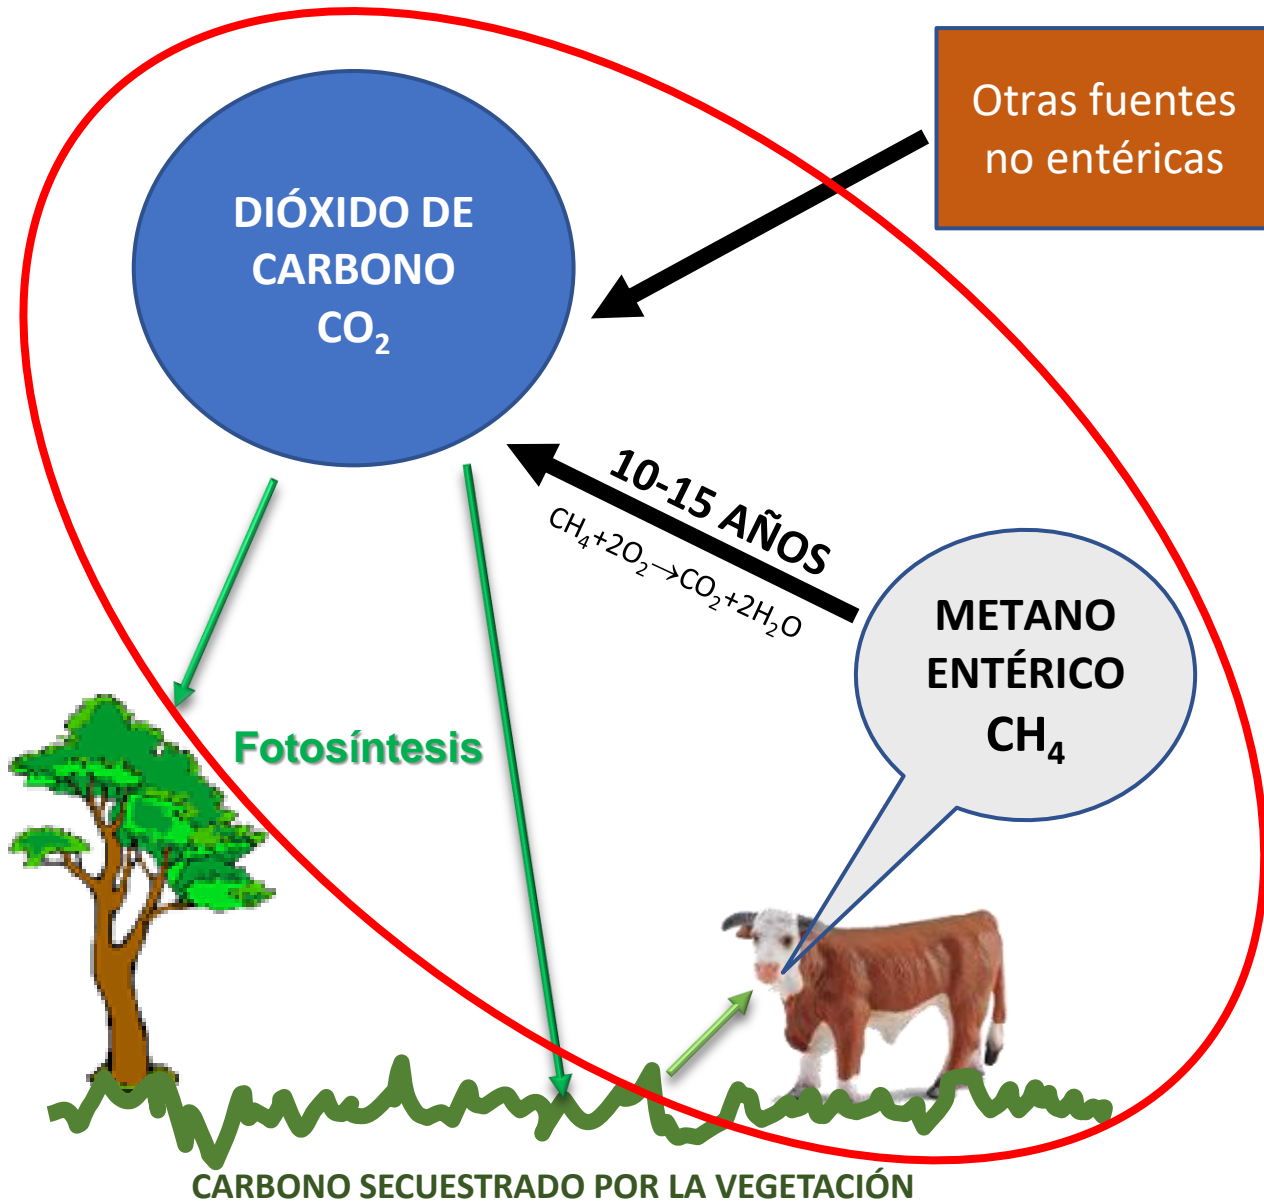 Otras fuentes
no entéricas
DIÓXIDO DE
CARBONO
CO₂
10-15 AÑOS
CH₄+2O₂→CO₂+2H₂O
METANO
ENTÉRICO
CH₄
Fotosíntesis
CARBONO SECUESTRADO POR LA VEGETACIÓN